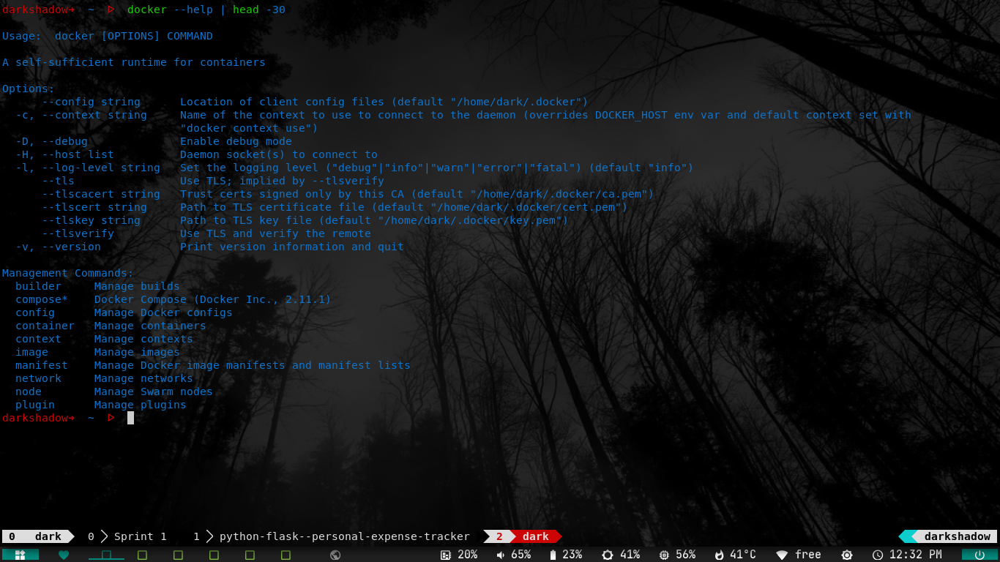 darkshadow→ ~ ▷ docker --help | head -30
Usage:  docker [OPTIONS] COMMAND
A self-sufficient runtime for containers
Options:
      --config string      Location of client config files (default "/home/dark/.docker")
  -c, --context string     Name of the context to use to connect to the daemon (overrides DOCKER_HOST env var and default context set with
                           "docker context use")
  -D, --debug              Enable debug mode
  -H, --host list          Daemon socket(s) to connect to
  -l, --log-level string   Set the logging level ("debug"|"info"|"warn"|"error"|"fatal") (default "info")
      --tls                Use TLS; implied by --tlsverify
      --tlscacert string   Trust certs signed only by this CA (default "/home/dark/.docker/ca.pem")
      --tlscert string     Path to TLS certificate file (default "/home/dark/.docker/cert.pem")
      --tlskey string      Path to TLS key file (default "/home/dark/.docker/key.pem")
      --tlsverify          Use TLS and verify the remote
  -v, --version            Print version information and quit
Management Commands:
  builder     Manage builds
  compose*    Docker Compose (Docker Inc., 2.11.1)
  config      Manage Docker configs
  container   Manage containers
  context     Manage contexts
  image       Manage images
  manifest    Manage Docker image manifests and manifest lists
  network     Manage networks
  node        Manage Swarm nodes
  plugin      Manage plugins
darkshadow→ ~ ▷
0 dark 0 Sprint 1 1 python-flask--personal-expense-tracker 2 dark darkshadow
20% 65% 23% 41% 56% 41°C free 12:32 PM